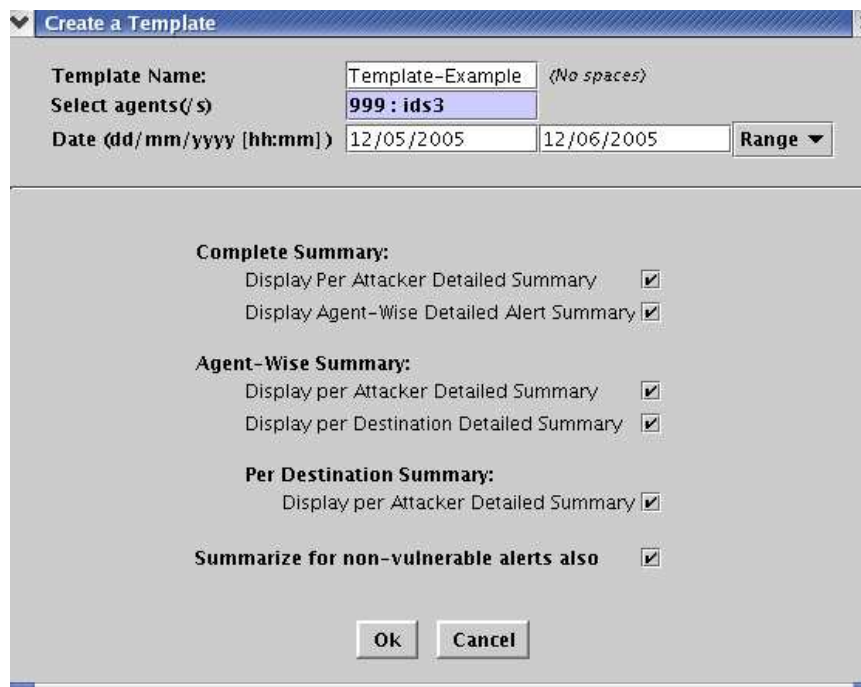 Create a Template
Template Name: Template-Example (No spaces)
Select agents(/s) 999 : ids3
Date (dd/mm/yyyy [hh:mm]) 12/05/2005 12/06/2005 Range
Complete Summary:
Display Per Attacker Detailed Summary
Display Agent-Wise Detailed Alert Summary
Agent-Wise Summary:
Display per Attacker Detailed Summary
Display per Destination Detailed Summary
Per Destination Summary:
Display per Attacker Detailed Summary
Summarize for non-vulnerable alerts also
Ok Cancel